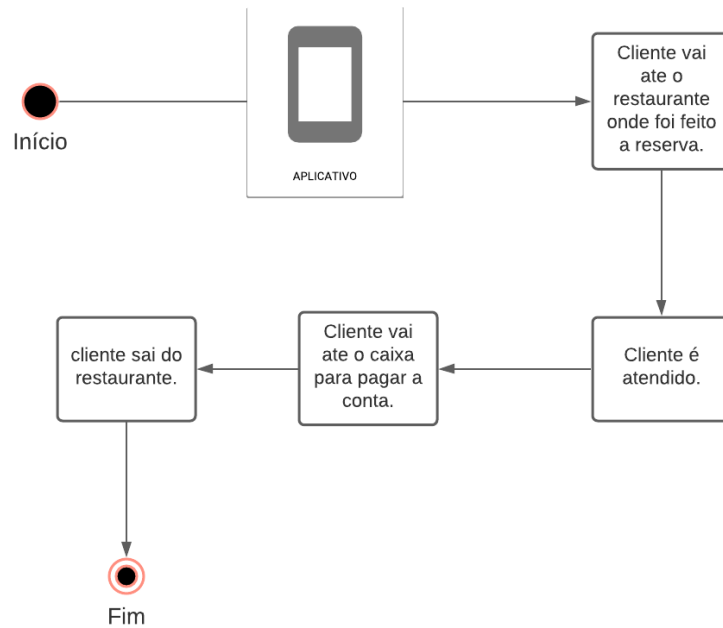 Início
APLICATIVO
Cliente vai
ate o
restaurante
onde foi feito
a reserva.
Cliente é
atendido.
Cliente vai
ate o caixa
para pagar a
conta.
cliente sai do
restaurante.
Fim